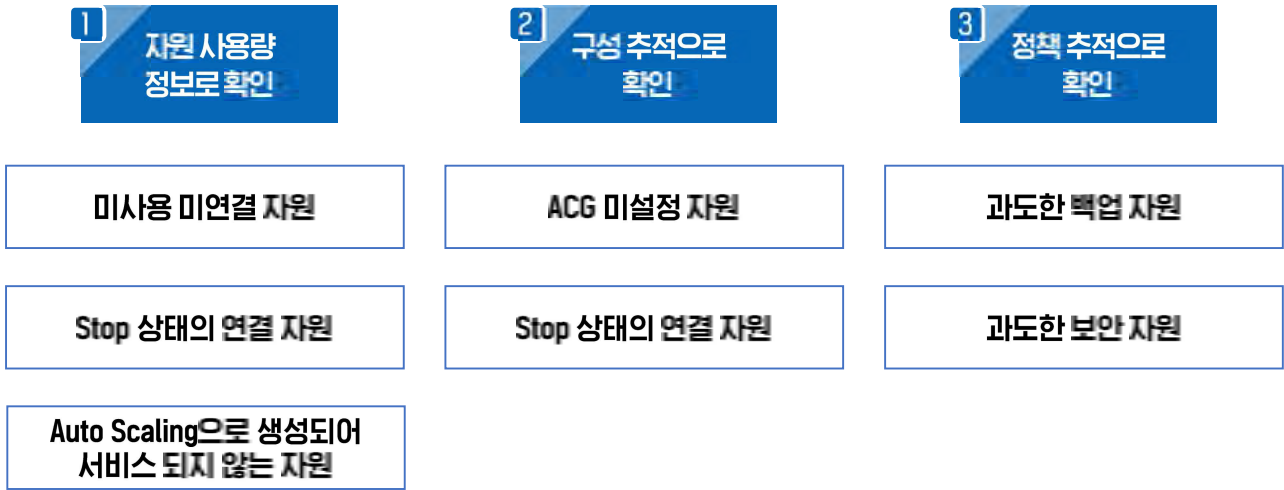 1
자원 사용량
정보로 확인
미사용 미연결 자원
Stop 상태의 연결 자원
Auto Scaling으로 생성되어
서비스 되지 않는 자원
2
구성 추적으로
확인
ACG 미설정 자원
Stop 상태의 연결 자원
3
정책 추적으로
확인
과도한 백업 자원
과도한 보안 자원